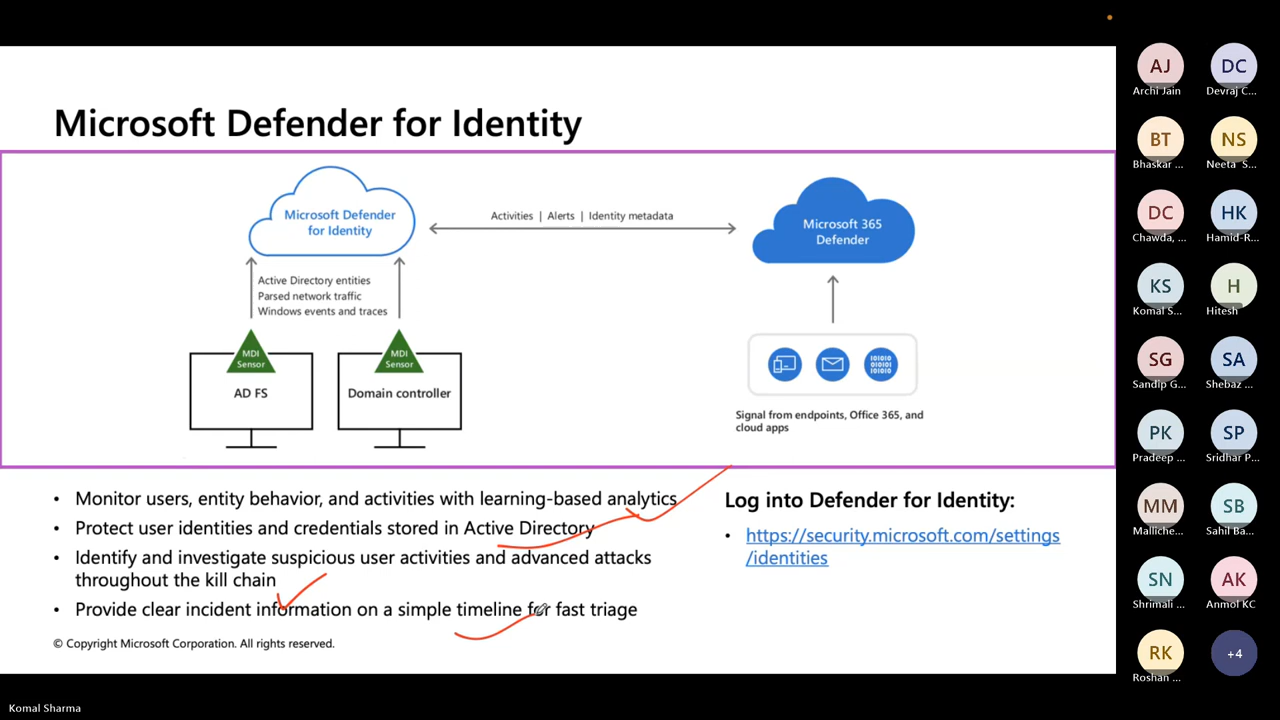 Microsoft Defender for Identity
Microsoft Defender
for Identity
Activities | Alerts | Identity metadata
Microsoft 365
Defender
Active Directory entities
Parsed network traffic
Windows events and traces
MDI
Sensor
MDI
Sensor
AD FS
Domain controller
Signal from endpoints, Office 365, and
cloud apps
• Monitor users, entity behavior, and activities with learning-based analytics
• Protect user identities and credentials stored in Active Directory
• Identify and investigate suspicious user activities and advanced attacks
throughout the kill chain
• Provide clear incident information on a simple timeline for fast triage
© Copyright Microsoft Corporation. All rights reserved.
Log into Defender for Identity:
• https://security.microsoft.com/settings
/identities
AJ
Archi Jain
DC
Devraj C...
BT
Bhaskar ...
NS
Neeta S...
DC
Chawda, ...
HK
Hamid-R...
KS
Komal S...
H
Hitesh
SG
Sandip G...
SA
Shebaz ...
PK
Pradeep ...
SP
Sridhar P...
MM
Malliche...
SB
Sahil Ba...
SN
Shrimali ...
AK
Anmol KC
RK
Roshan ...
+4
Komal Sharma